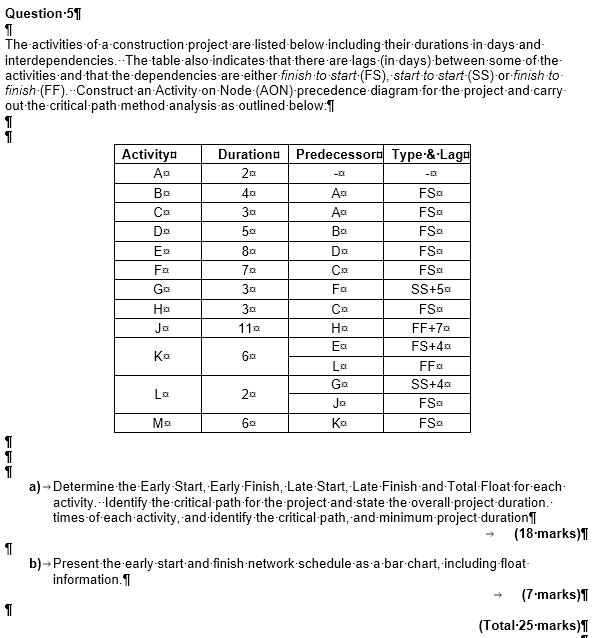 Question·5¶
¶
The·activities·of·a·construction·project·are·listed·below·including·their·durations·in·days·and·
interdependencies.··The·table·also·indicates·that·there·are·lags·(in·days)·between·some·of·the·
activities·and·that·the·dependencies·are·either·finish·to·start·(FS),·start·to·start·(SS)·or·finish·to·
finish·(FF).··Construct·an·Activity·on·Node·(AON)·precedence·diagram·for·the·project·and·carry·
out·the·critical·path·method·analysis·as·outlined·below:¶
¶
¶
Activity¤ Duration¤ Predecessor¤ Type·&·Lag¤
A¤ 2¤ -¤ -¤
B¤ 4¤ A¤ FS¤
C¤ 3¤ A¤ FS¤
D¤ 5¤ B¤ FS¤
E¤ 8¤ D¤ FS¤
F¤ 7¤ C¤ FS¤
G¤ 3¤ F¤ SS+5¤
H¤ 3¤ C¤ FS¤
J¤ 11¤ H¤ FF+7¤
K¤ 6¤ E¤ FS+4¤
L¤ FF¤
L¤ 2¤ G¤ SS+4¤
J¤ FS¤
M¤ 6¤ K¤ FS¤
¶
¶
¶
a)→Determine·the·Early·Start,·Early·Finish,·Late·Start,·Late·Finish·and·Total·Float·for·each·
activity.··Identify·the·critical·path·for·the·project·and·state·the·overall·project·duration.·
times·of·each·activity,·and·identify·the·critical·path,·and·minimum·project·duration¶
→ (18·marks)¶
¶
b)→Present·the·early·start·and·finish·network·schedule·as·a·bar·chart,·including·float·
information.¶
→ (7·marks)¶
¶
(Total·25·marks)¶